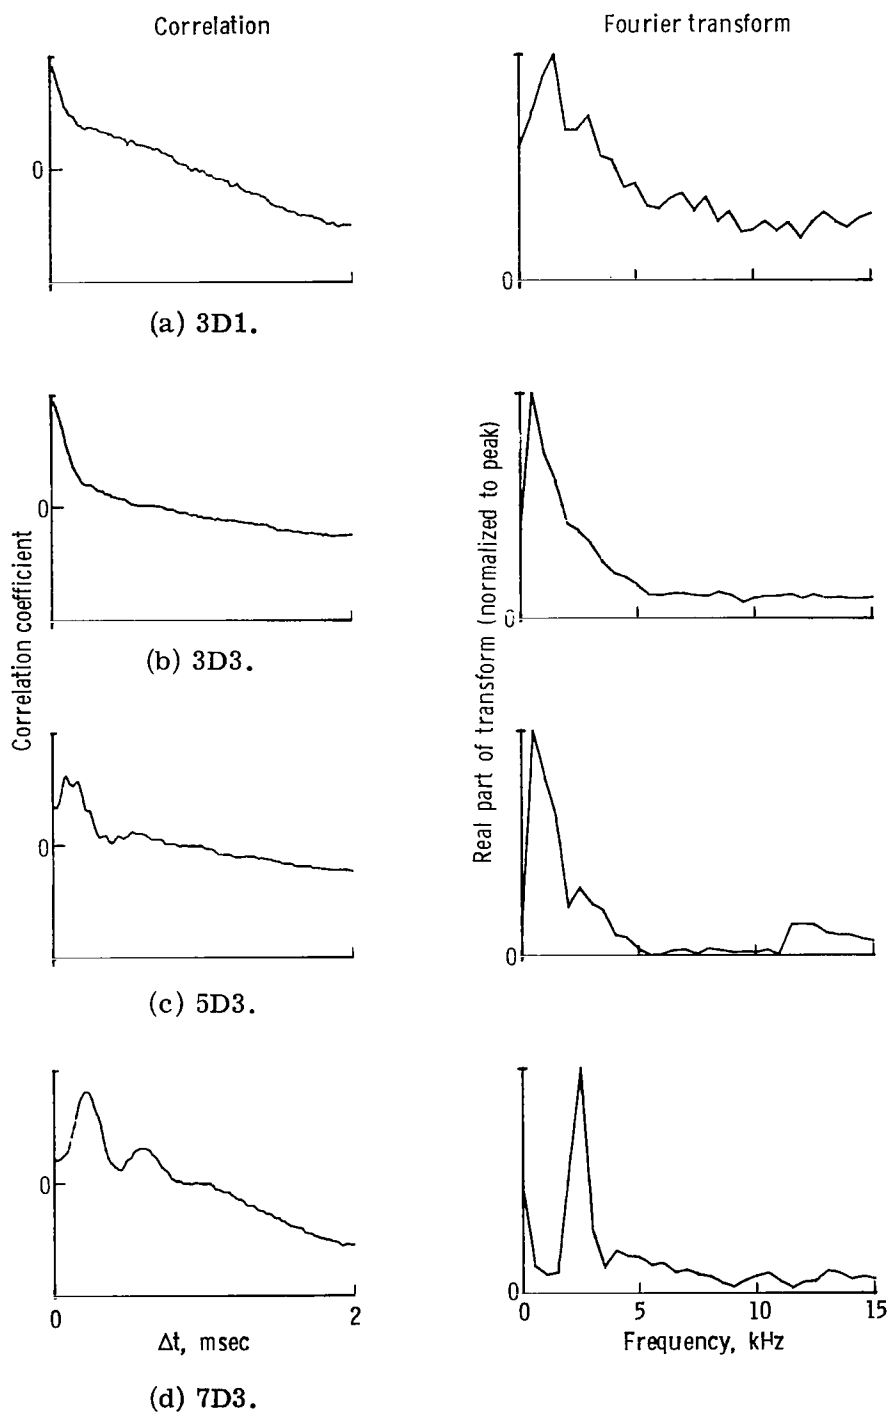 Correlation
Fourier transform
0
0
(a) 3D1.
Correlation coefficient
Real part of transform (normalized to peak)
0
0
(b) 3D3.
0
0
(c) 5D3.
0
0
0 2
0 5 10 15
Δt, msec
Frequency, kHz
(d) 7D3.